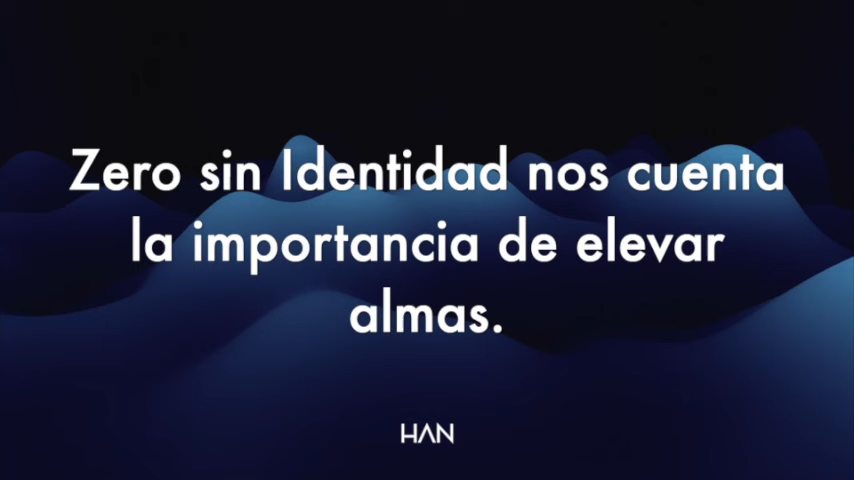 Zero sin Identidad nos cuenta
la importancia de elevar
almas.
HAN